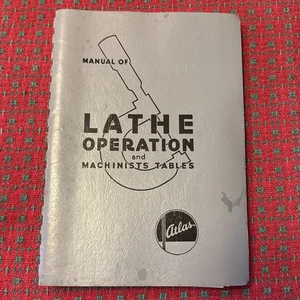 MANUAL OF
LATHE
OPERATION
and
MACHINISTS TABLES
Atlas